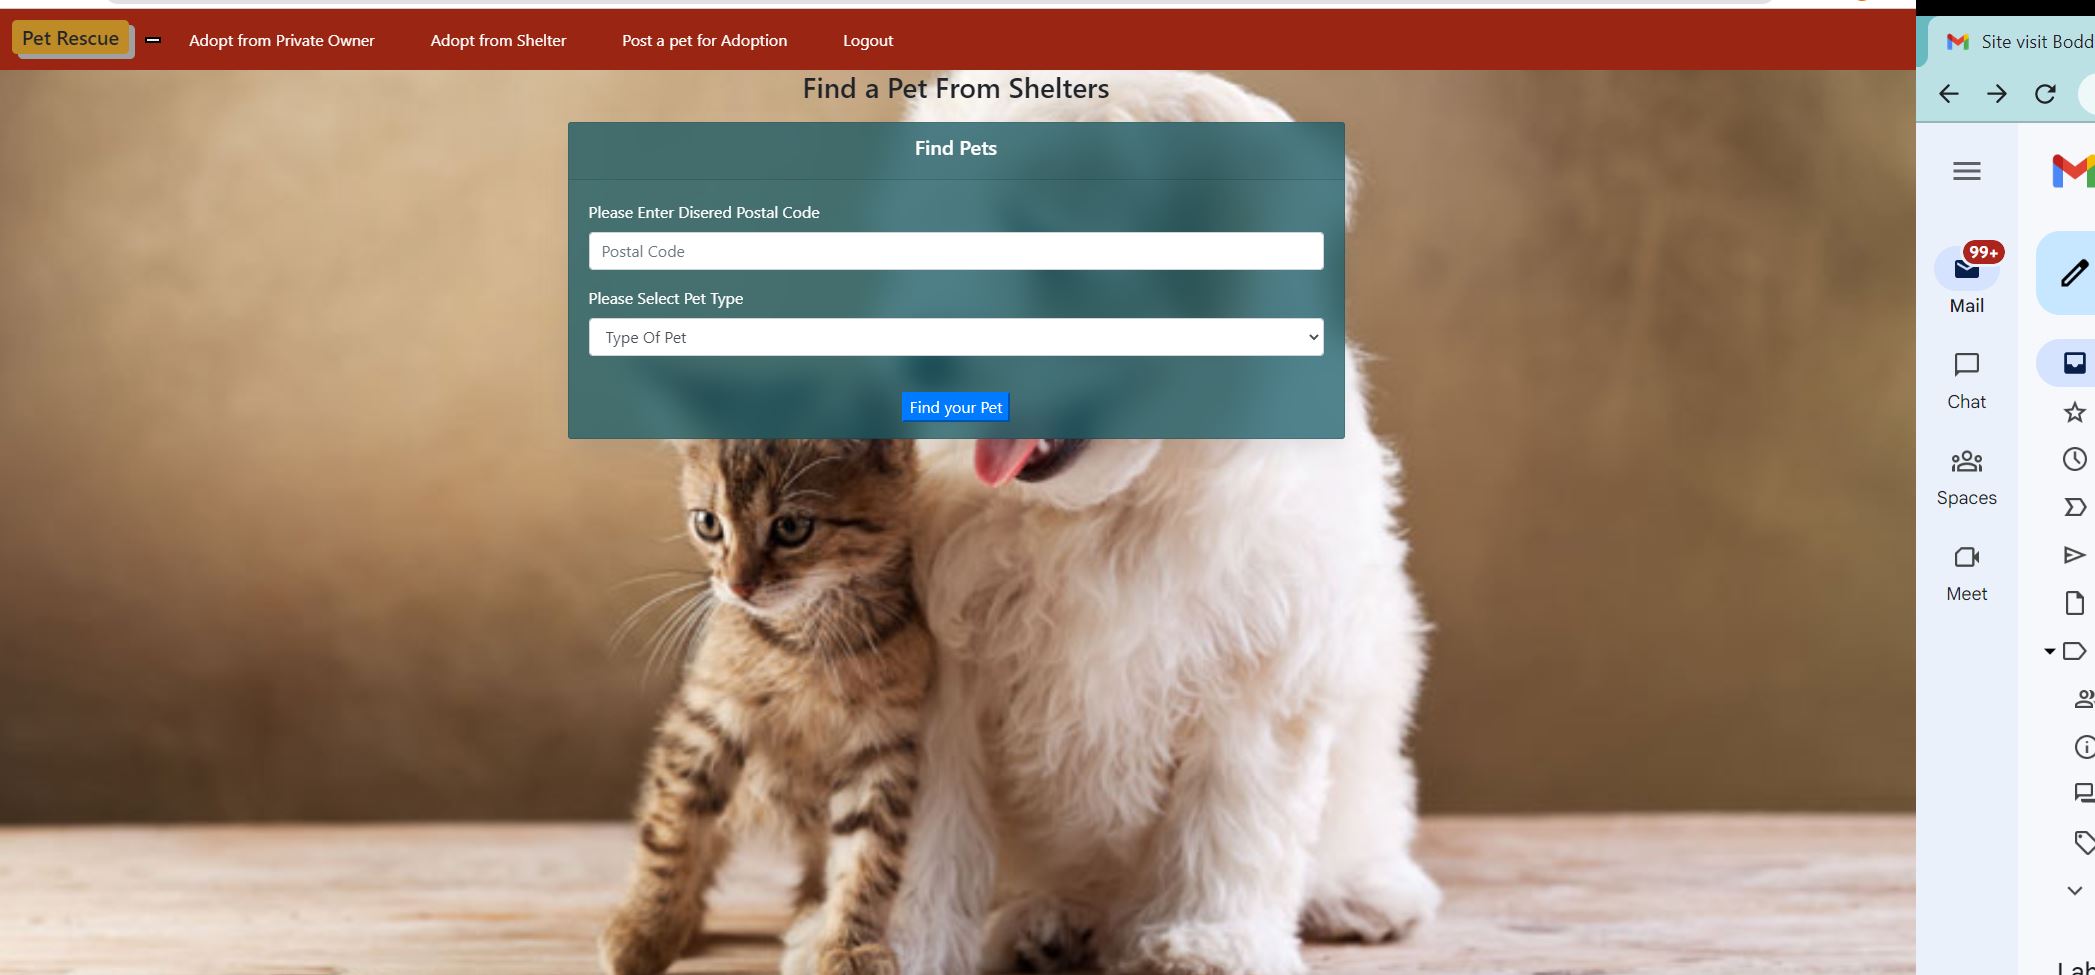 Pet Rescue
Adopt from Private Owner
Adopt from Shelter
Post a pet for Adoption
Logout
Find a Pet From Shelters
Find Pets
Please Enter Disered Postal Code
Postal Code
Please Select Pet Type
Type Of Pet
Find your Pet
Site visit Bodd
99+
Mail
Chat
Spaces
Meet